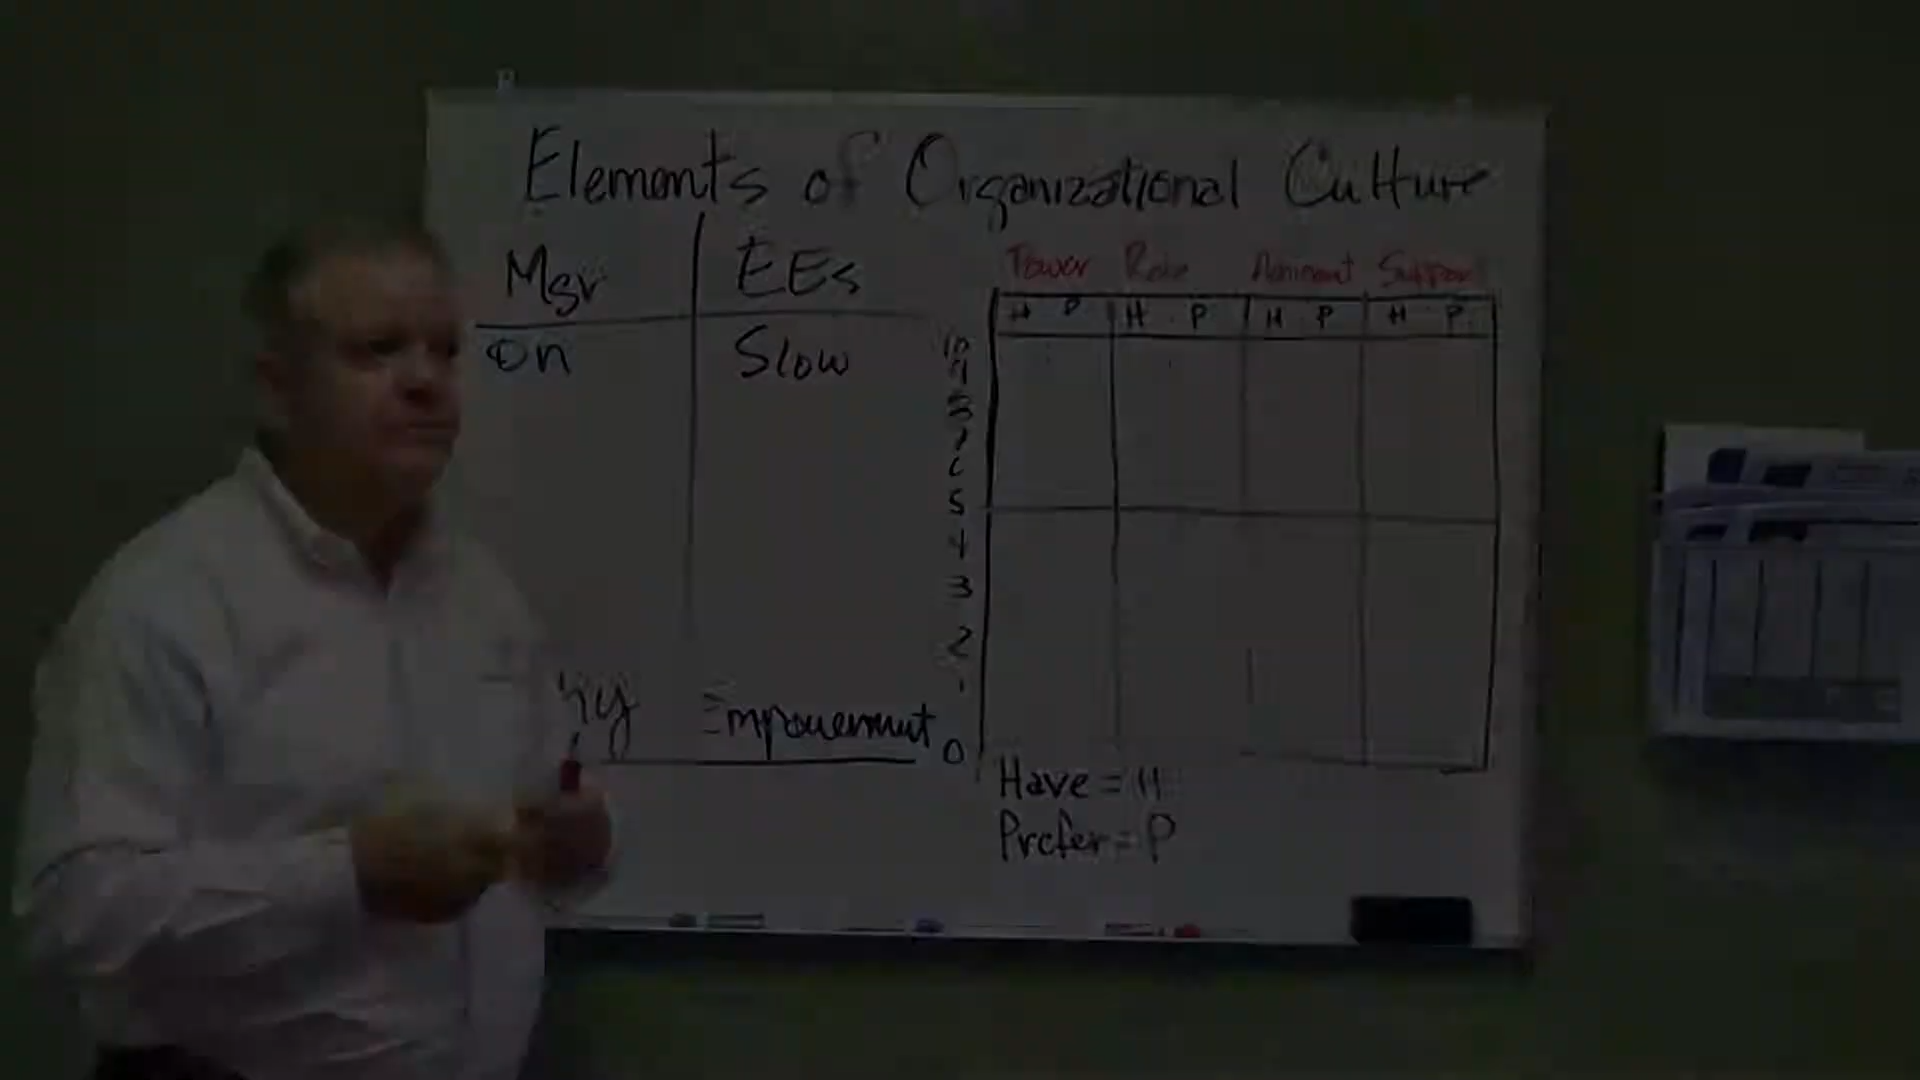 Elements of Organizational Culture
Mgr EEs
on Slow
Empowerment
Power Role Support
H P H P H P H P
10
9
8
7
6
5
4
3
2
1
0
Have = H
Prefer = P